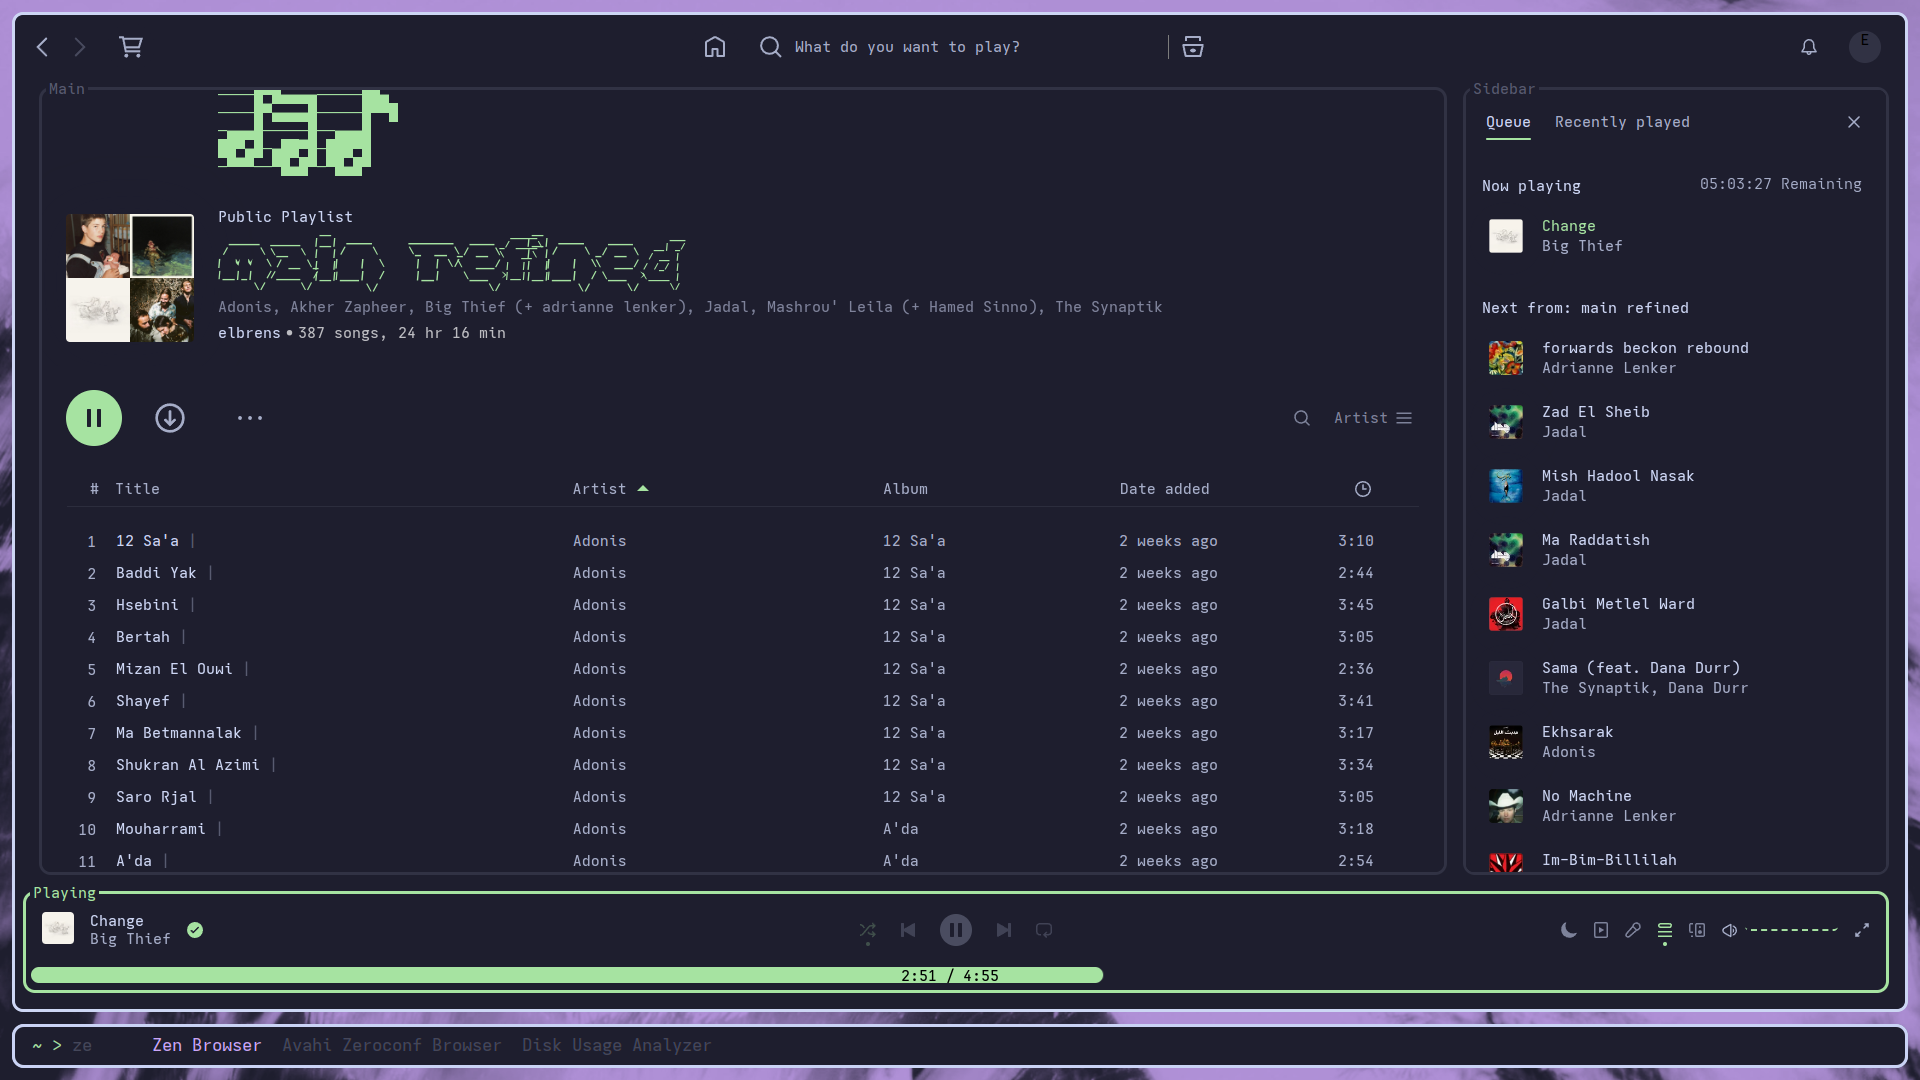 What do you want to play?
E
Main
Public Playlist
main refined
Adonis, Akher Zapheer, Big Thief (+ adrianne lenker), Jadal, Mashrou' Leila (+ Hamed Sinno), The Synaptik
elbrens • 387 songs, 24 hr 16 min
Artist
# Title Artist Album Date added
1 12 Sa'a | Adonis 12 Sa'a 2 weeks ago 3:10
2 Baddi Yak | Adonis 12 Sa'a 2 weeks ago 2:44
3 Hsebini | Adonis 12 Sa'a 2 weeks ago 3:45
4 Bertah | Adonis 12 Sa'a 2 weeks ago 3:05
5 Mizan El Ouwi | Adonis 12 Sa'a 2 weeks ago 2:36
6 Shayef | Adonis 12 Sa'a 2 weeks ago 3:41
7 Ma Betmannalak | Adonis 12 Sa'a 2 weeks ago 3:17
8 Shukran Al Azimi | Adonis 12 Sa'a 2 weeks ago 3:34
9 Saro Rjal | Adonis 12 Sa'a 2 weeks ago 3:05
10 Mouharrami | Adonis A'da 2 weeks ago 3:18
11 A'da | Adonis A'da 2 weeks ago 2:54
Sidebar
Queue Recently played
Now playing 05:03:27 Remaining
Change
Big Thief
Next from: main refined
forwards beckon rebound
Adrianne Lenker
Zad El Sheib
Jadal
Mish Hadool Nasak
Jadal
Ma Raddatish
Jadal
Galbi Metlel Ward
Jadal
Sama (feat. Dana Durr)
The Synaptik, Dana Durr
Ekhsarak
Adonis
No Machine
Adrianne Lenker
Im-Bim-Billilah
Playing
Change
Big Thief
2:51 / 4:55
~ > ze Zen Browser Avahi Zeroconf Browser Disk Usage Analyzer